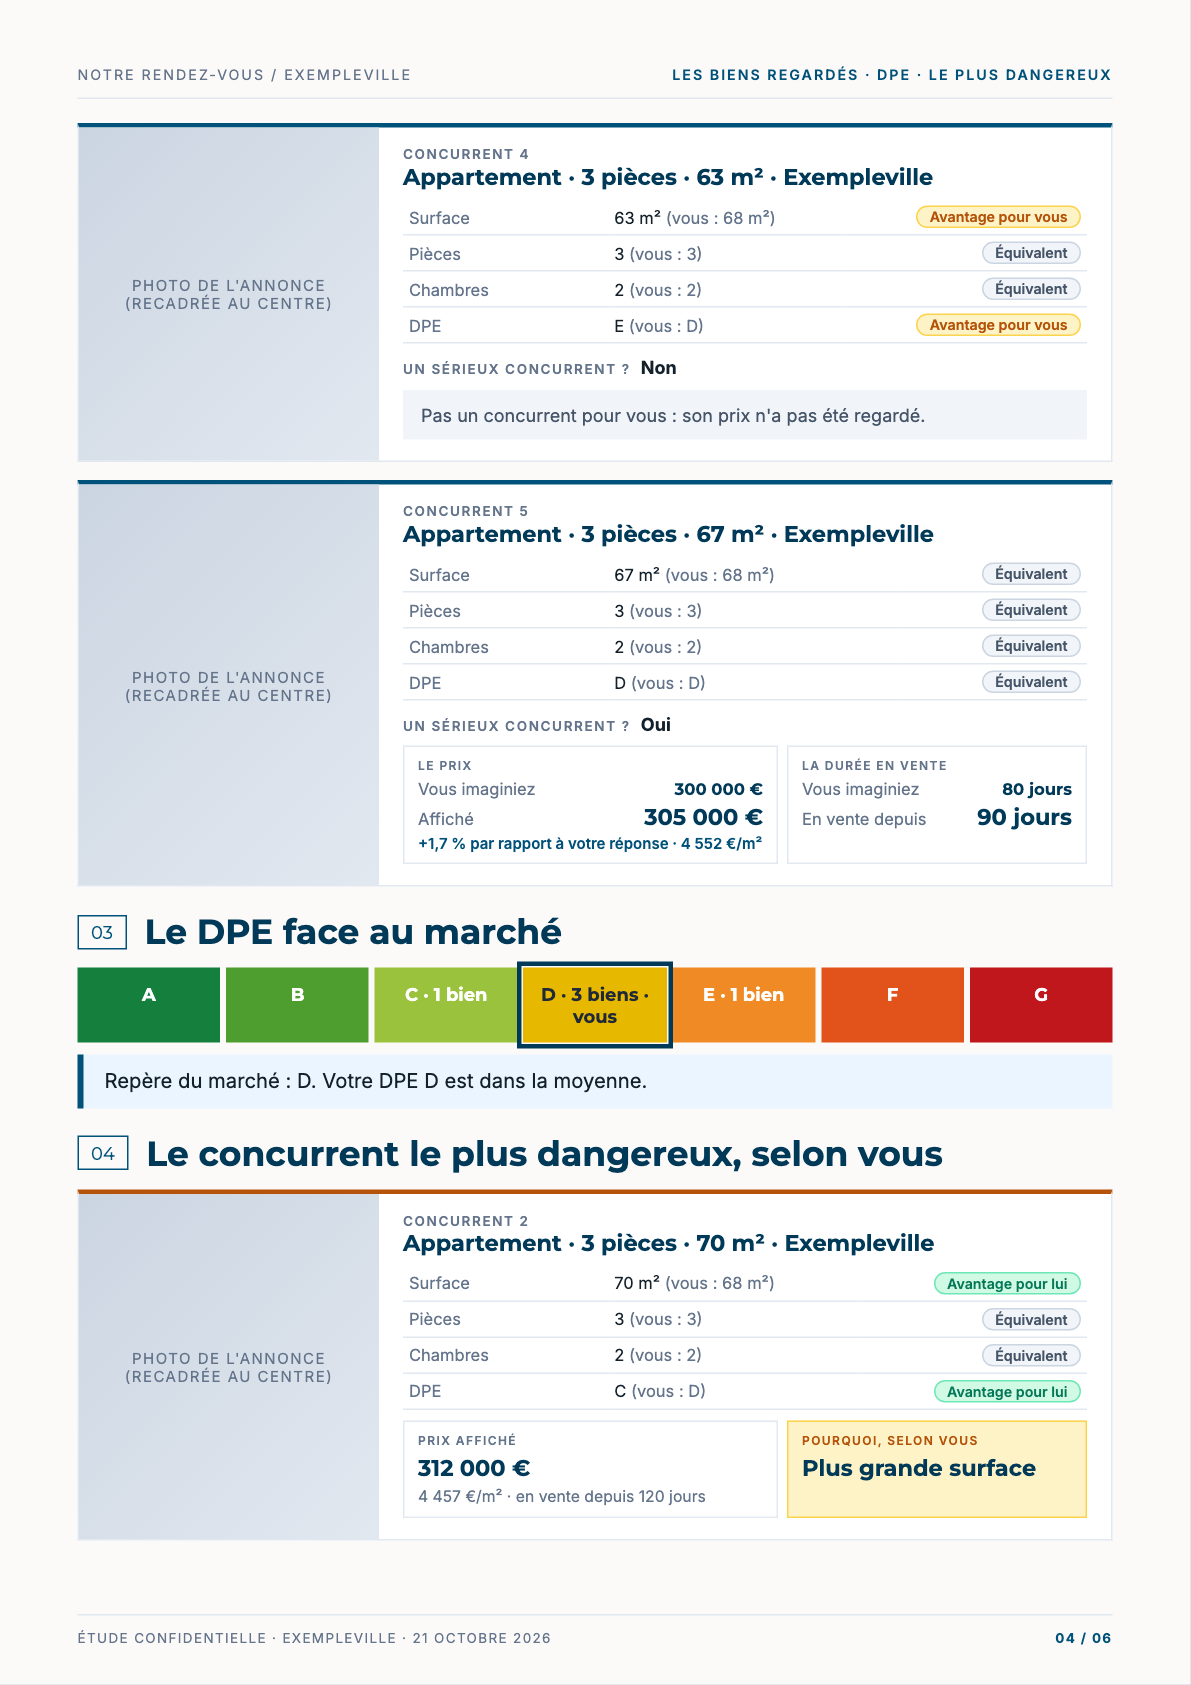 NOTRE RENDEZ-VOUS / EXEMPLEVILLE
LES BIENS REGARDÉS · DPE · LE PLUS DANGEREUX
PHOTO DE L'ANNONCE
(RECADRÉE AU CENTRE)
CONCURRENT 4
Appartement · 3 pièces · 63 m² · Exempleville
Surface 63 m² (vous : 68 m²) Avantage pour vous
Pièces 3 (vous : 3) Équivalent
Chambres 2 (vous : 2) Équivalent
DPE E (vous : D) Avantage pour vous
UN SÉRIEUX CONCURRENT ? Non
Pas un concurrent pour vous : son prix n'a pas été regardé.
PHOTO DE L'ANNONCE
(RECADRÉE AU CENTRE)
CONCURRENT 5
Appartement · 3 pièces · 67 m² · Exempleville
Surface 67 m² (vous : 68 m²) Équivalent
Pièces 3 (vous : 3) Équivalent
Chambres 2 (vous : 2) Équivalent
DPE D (vous : D) Équivalent
UN SÉRIEUX CONCURRENT ? Oui
LE PRIX
Vous imaginiez 300 000 €
Affiché 305 000 €
+1,7 % par rapport à votre réponse · 4 552 €/m²
LA DURÉE EN VENTE
Vous imaginiez 80 jours
En vente depuis 90 jours
03 Le DPE face au marché
A
B
C · 1 bien
D · 3 biens ·
vous
E · 1 bien
F
G
Repère du marché : D. Votre DPE D est dans la moyenne.
04 Le concurrent le plus dangereux, selon vous
PHOTO DE L'ANNONCE
(RECADRÉE AU CENTRE)
CONCURRENT 2
Appartement · 3 pièces · 70 m² · Exempleville
Surface 70 m² (vous : 68 m²) Avantage pour lui
Pièces 3 (vous : 3) Équivalent
Chambres 2 (vous : 2) Équivalent
DPE C (vous : D) Avantage pour lui
PRIX AFFICHÉ
312 000 €
4 457 €/m² · en vente depuis 120 jours
POURQUOI, SELON VOUS
Plus grande surface
ÉTUDE CONFIDENTIELLE · EXEMPLEVILLE · 21 OCTOBRE 2026
04 / 06